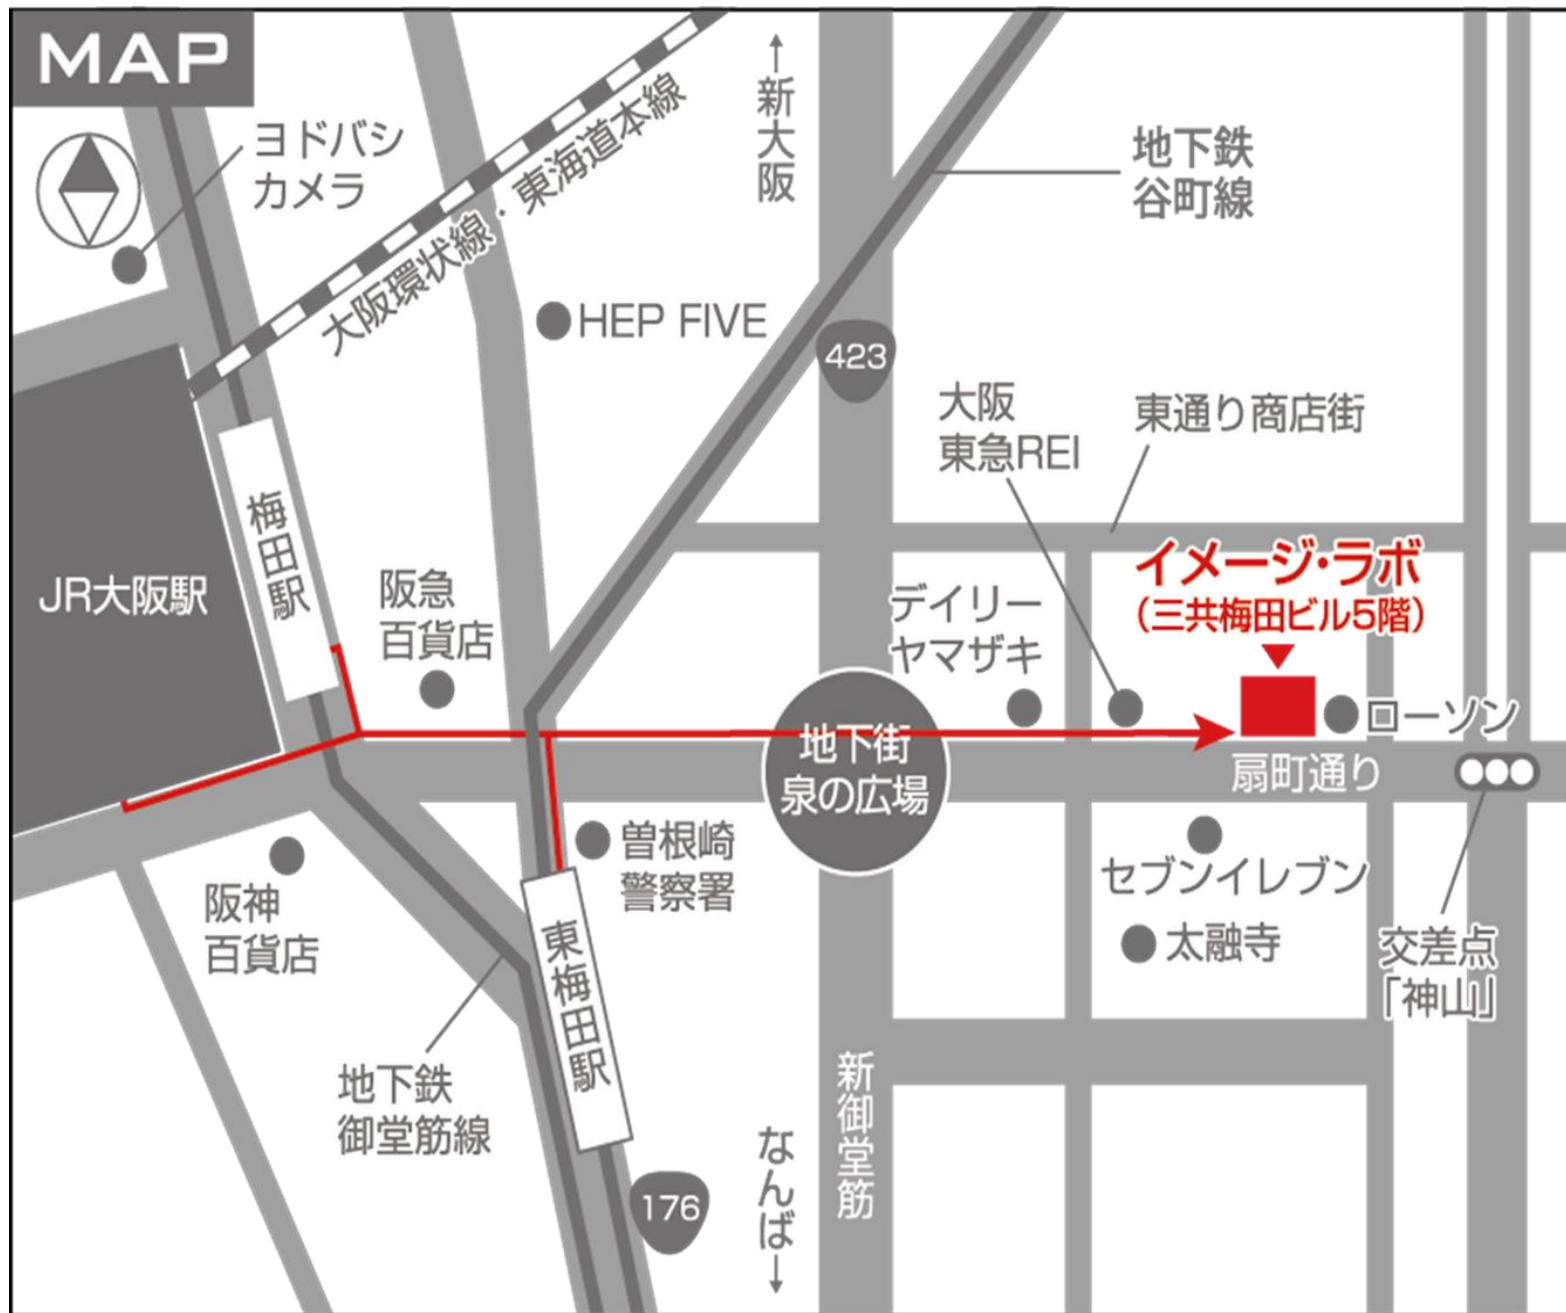 MAP
ヨドバシ
カメラ
大阪環状線・東海道本線
↑新大阪
地下鉄
谷町線
HEP FIVE
423
大阪
東急REI
東通り商店街
梅田駅
JR大阪駅
阪急
百貨店
デイリー
ヤマザキ
イメージ・ラボ
(三共梅田ビル5階)
ローソン
地下街
泉の広場
扇町通り
曽根崎
警察署
阪神
百貨店
セブンイレブン
太融寺
交差点
「神山」
東梅田駅
地下鉄
御堂筋線
新御堂筋
なんば↓
176